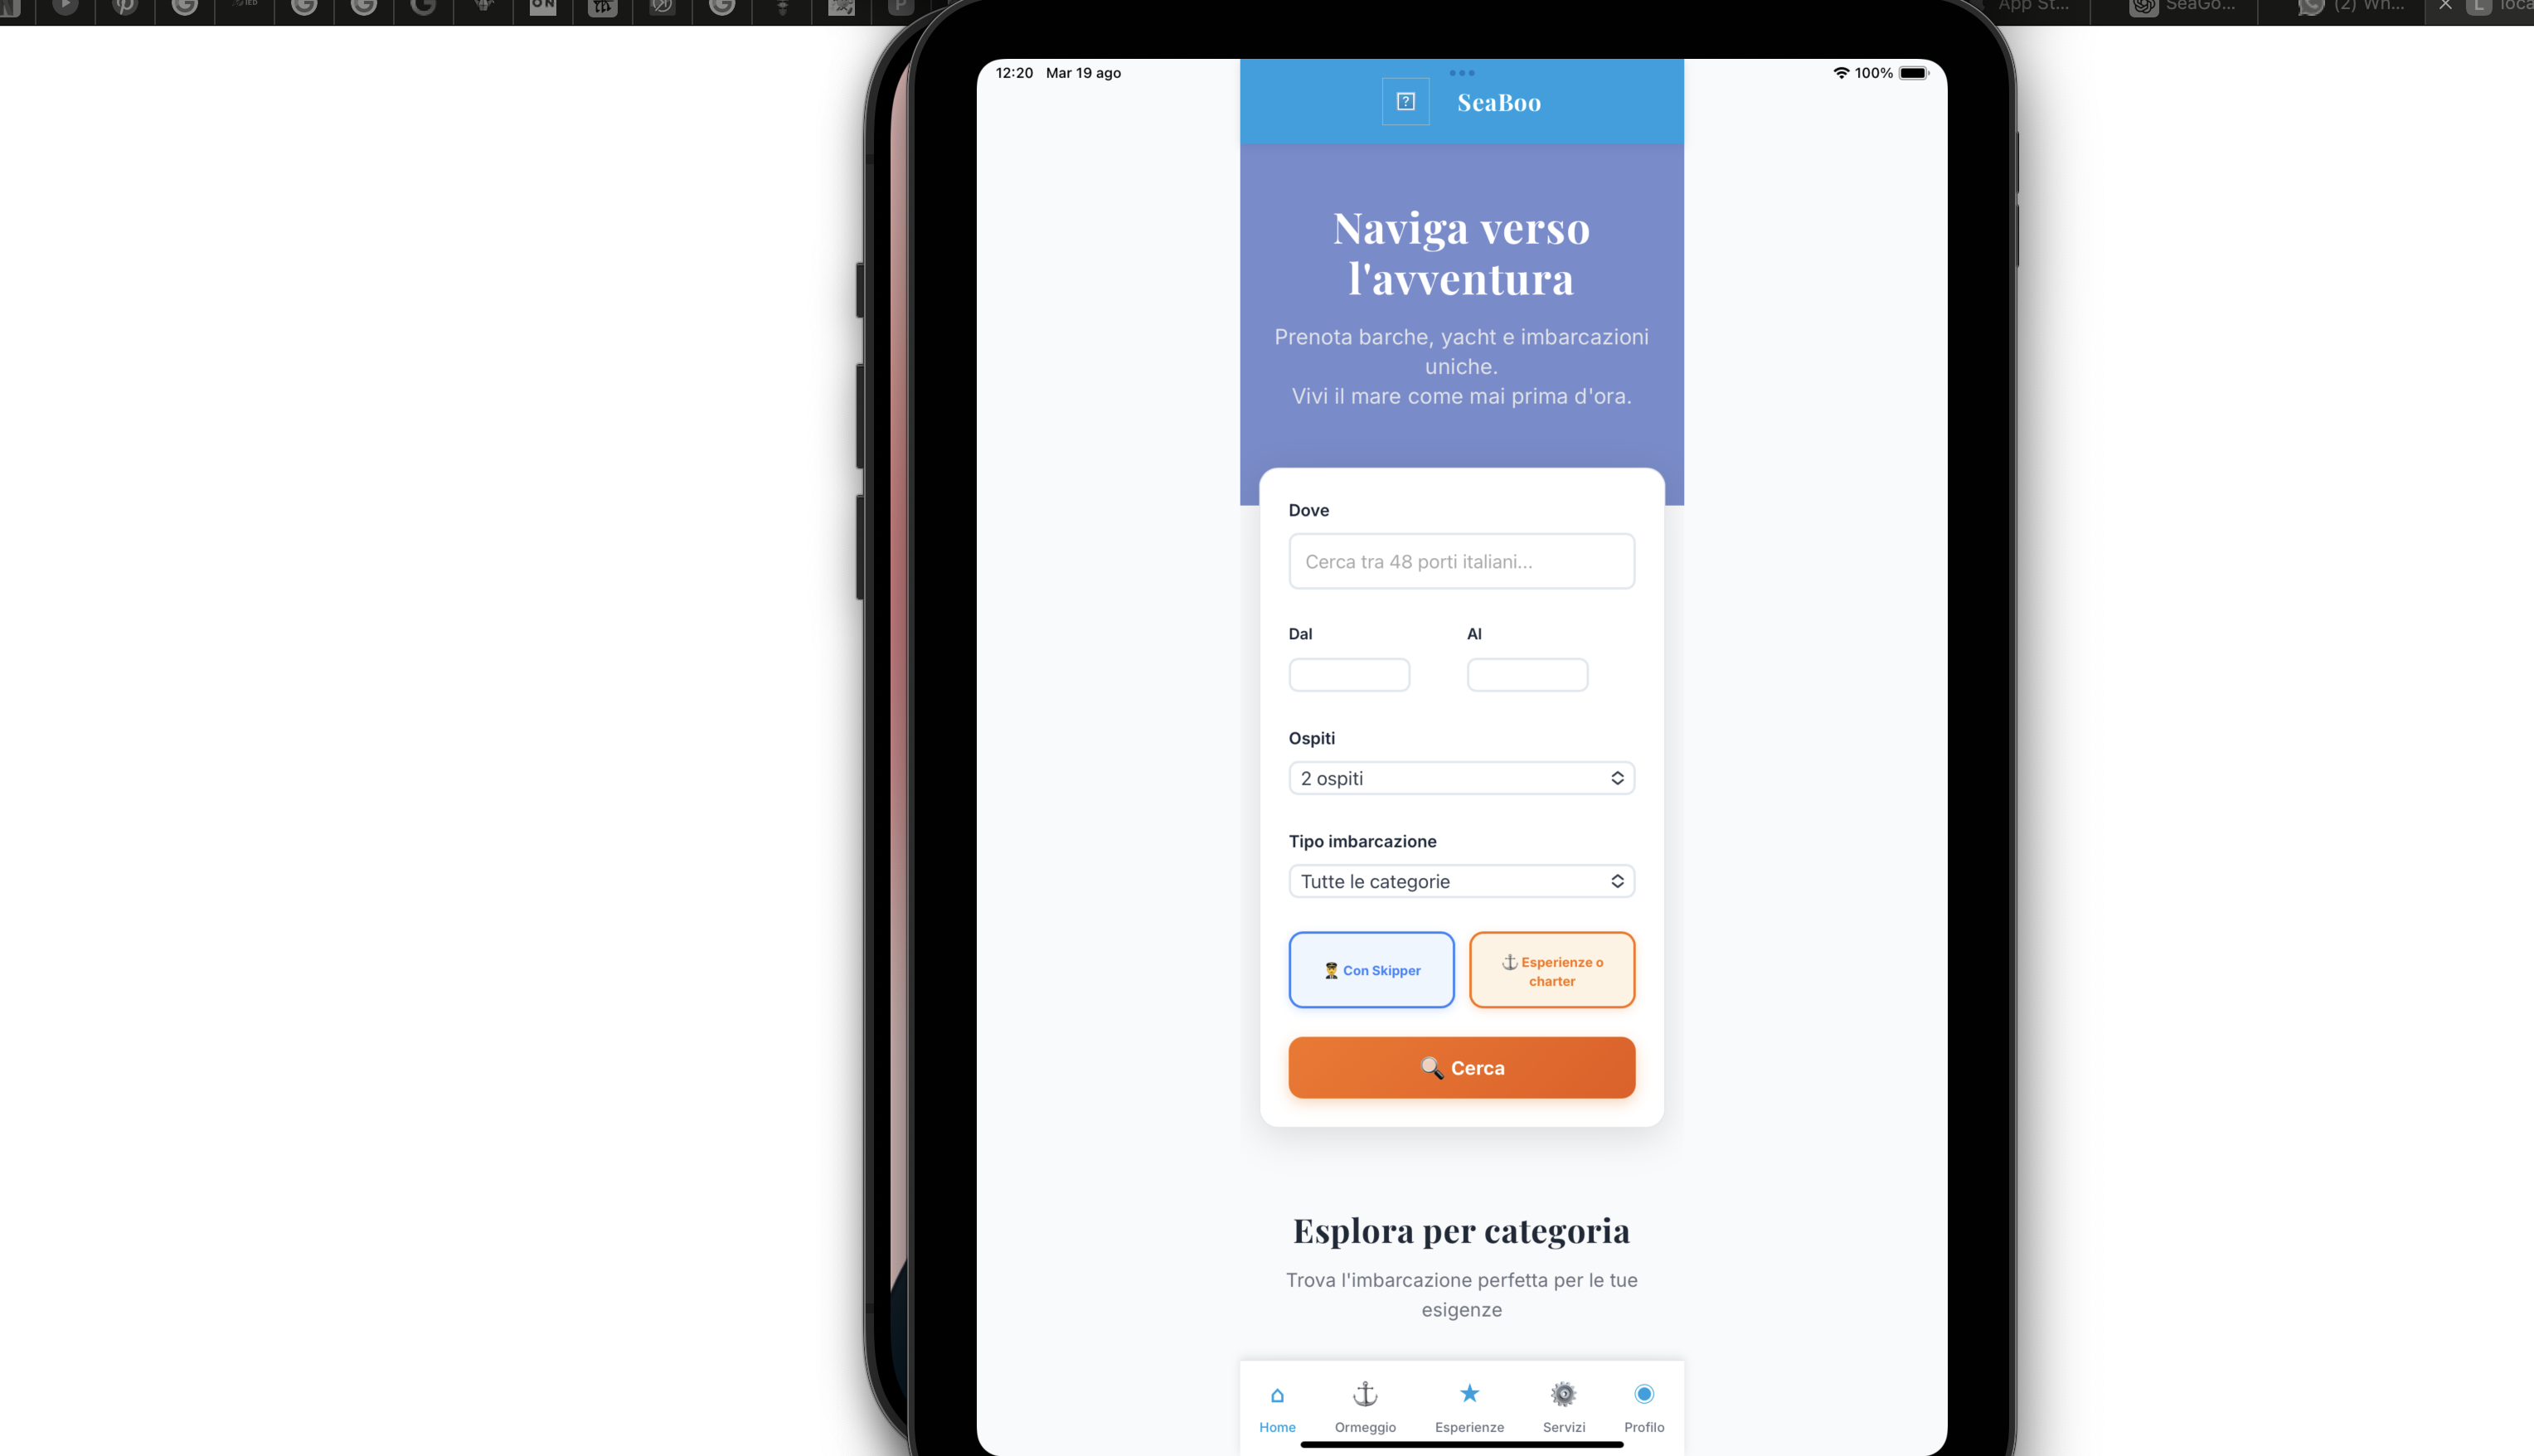 IED
ON
P
App St...
SeaGo...
(2) Wh...
L
12:20 Mar 19 ago
100%
?
SeaBoo
Naviga verso
l'avventura
Prenota barche, yacht e imbarcazioni
uniche.
Vivi il mare come mai prima d'ora.
Dove
Cerca tra 48 porti italiani...
Dal
Al
Ospiti
2 ospiti
Tipo imbarcazione
Tutte le categorie
Con Skipper
Esperienze o
charter
Cerca
Esplora per categoria
Trova l'imbarcazione perfetta per le tue
esigenze
Home
Ormeggio
Esperienze
Servizi
Profilo